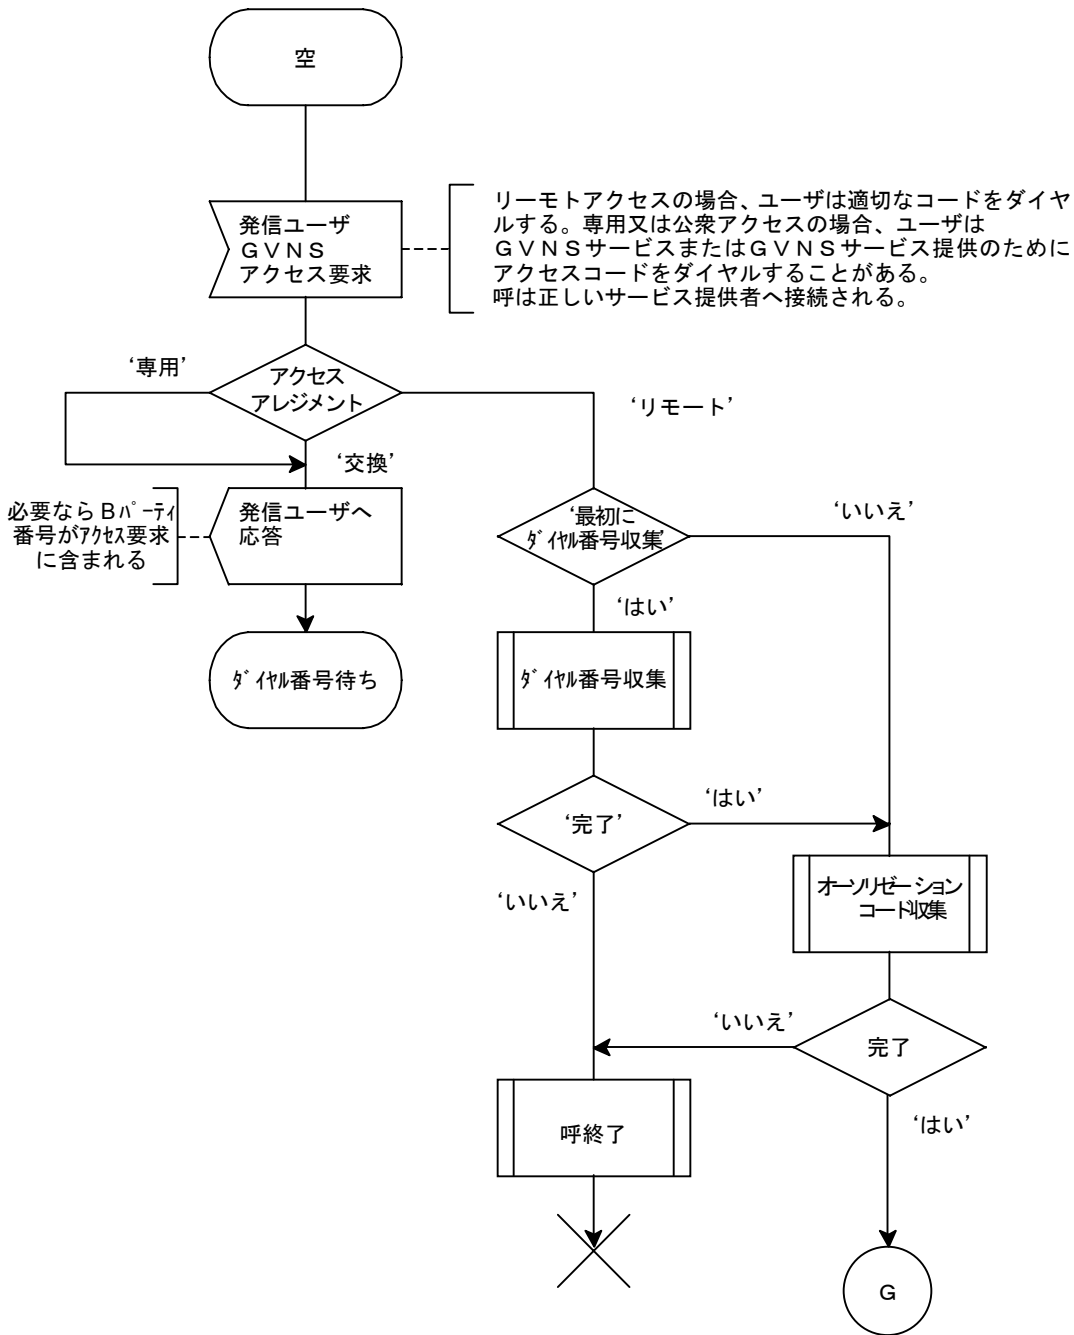 空
発信ユーザ
ＧＶＮＳ
アクセス要求
リーモトアクセスの場合、ユーザは適切なコードをダイヤ
ルする。専用又は公衆アクセスの場合、ユーザは
ＧＶＮＳサービスまたはＧＶＮＳサービス提供のために
アクセスコードをダイヤルすることがある。
呼は正しいサービス提供者へ接続される。
‘専用’
アクセス
アレジメント
‘リモート’
‘交換’
必要ならＢﾊﾟｰﾃｨ
番号がｱｸｾｽ要求
に含まれる
発信ユーザへ
応答
‘最初に
ﾀﾞｲﾔﾙ番号収集’
‘いいえ’
‘はい’
ﾀﾞｲﾔﾙ番号待ち
ﾀﾞｲﾔﾙ番号収集
‘完了’
‘はい’
‘いいえ’
オーソリゼーション
コード収集
‘いいえ’
完了
呼終了
‘はい’
Ｇ